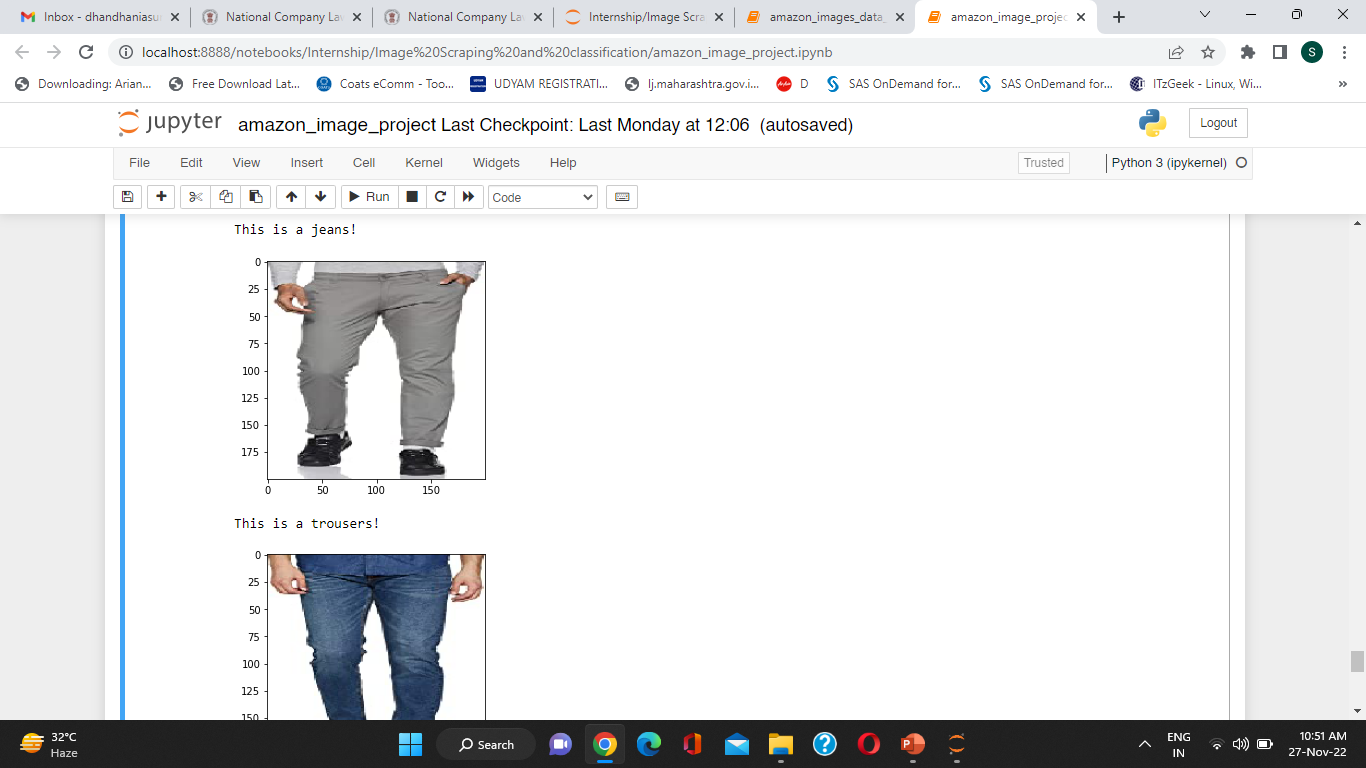 Inbox - dhandhaniasu
National Company La
National Company La
Internship/Image Scra
amazon_images_data_
amazon_image_projec
localhost:8888/notebooks/Internship/Image%20Scraping%20and%20classification/amazon_image_project.ipynb
S
Downloading: Arian...
Free Download Lat...
Coats eComm - Too...
UDYAM REGISTRATI...
lj.maharashtra.gov.i...
D
SAS OnDemand for...
SAS OnDemand for...
ITzGeek - Linux, Wi...
»
jupyter
amazon_image_project Last Checkpoint: Last Monday at 12:06 (autosaved)
Logout
File Edit View Insert Cell Kernel Widgets Help
Trusted
Python 3 (ipykernel)
Run
Code
This is a jeans!
0
25
50
75
100
125
150
175
0 50 100 150
This is a trousers!
0
25
50
75
100
125
150
32°C
Haze
Search
ENG
IN
10:51 AM
27-Nov-22